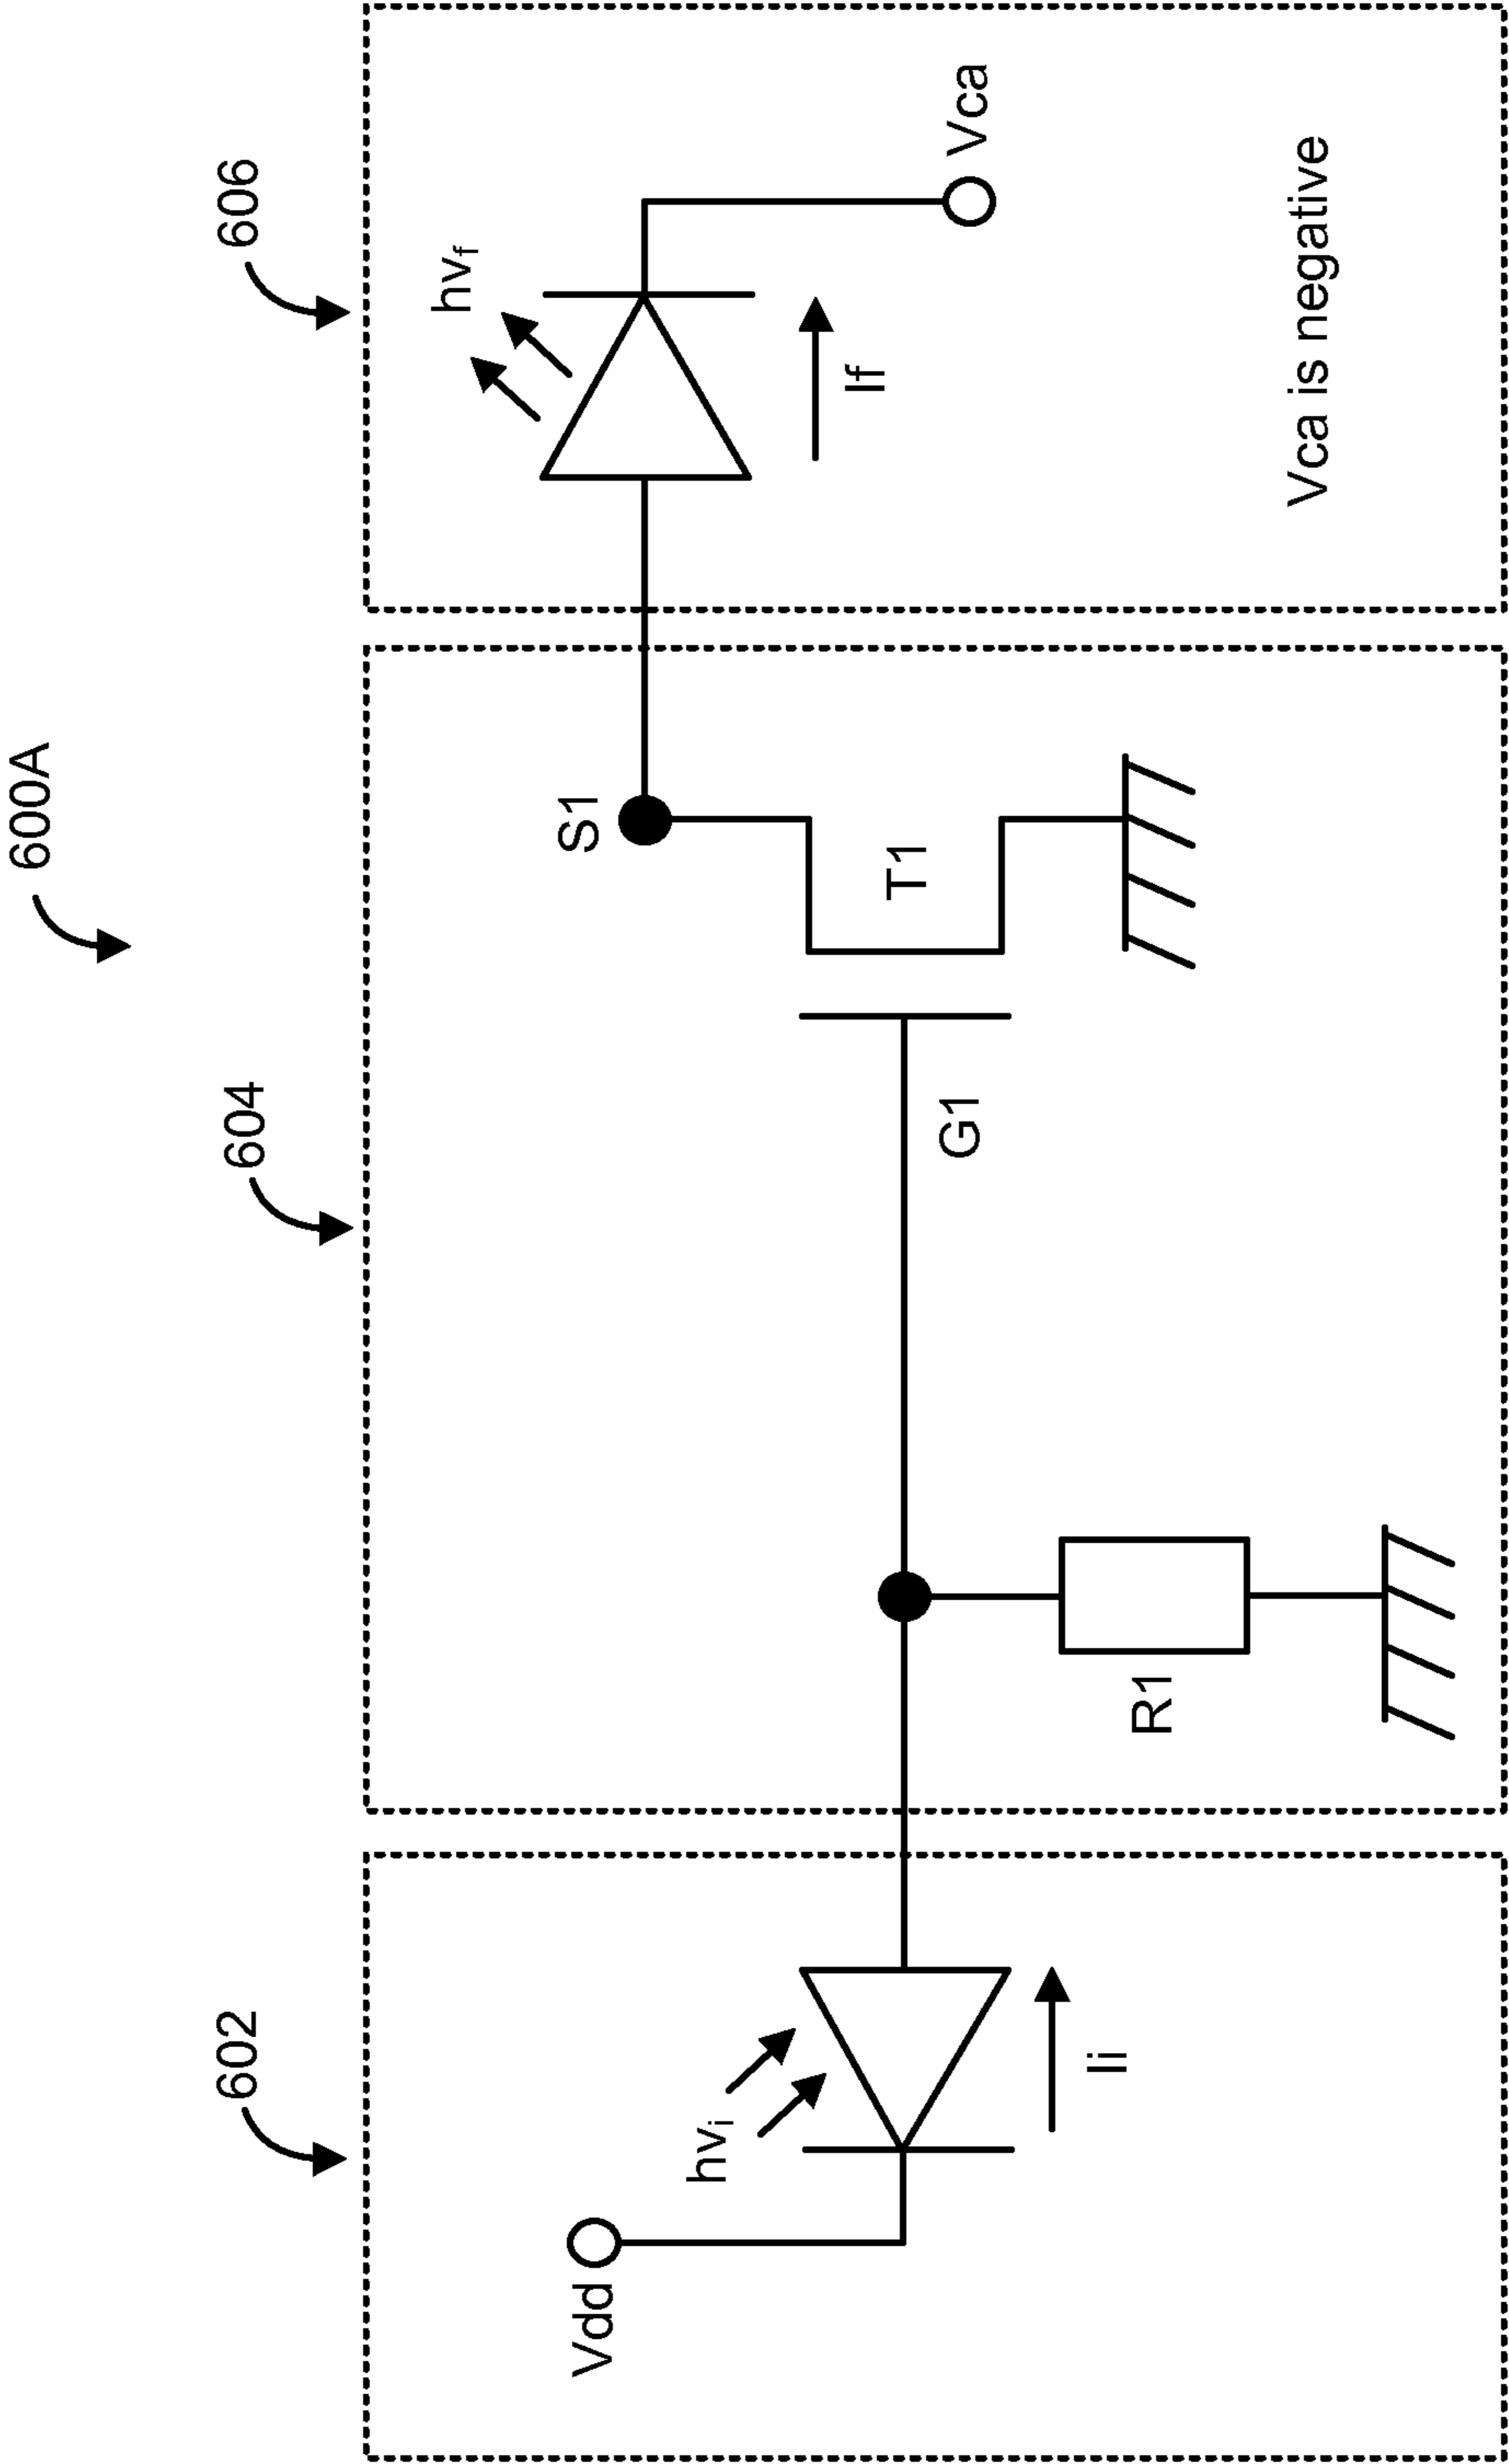 600A
602
604
606
Vdd
hvi
Ii
R1
G1
T1
S1
hvf
If
Vca
Vca is negative